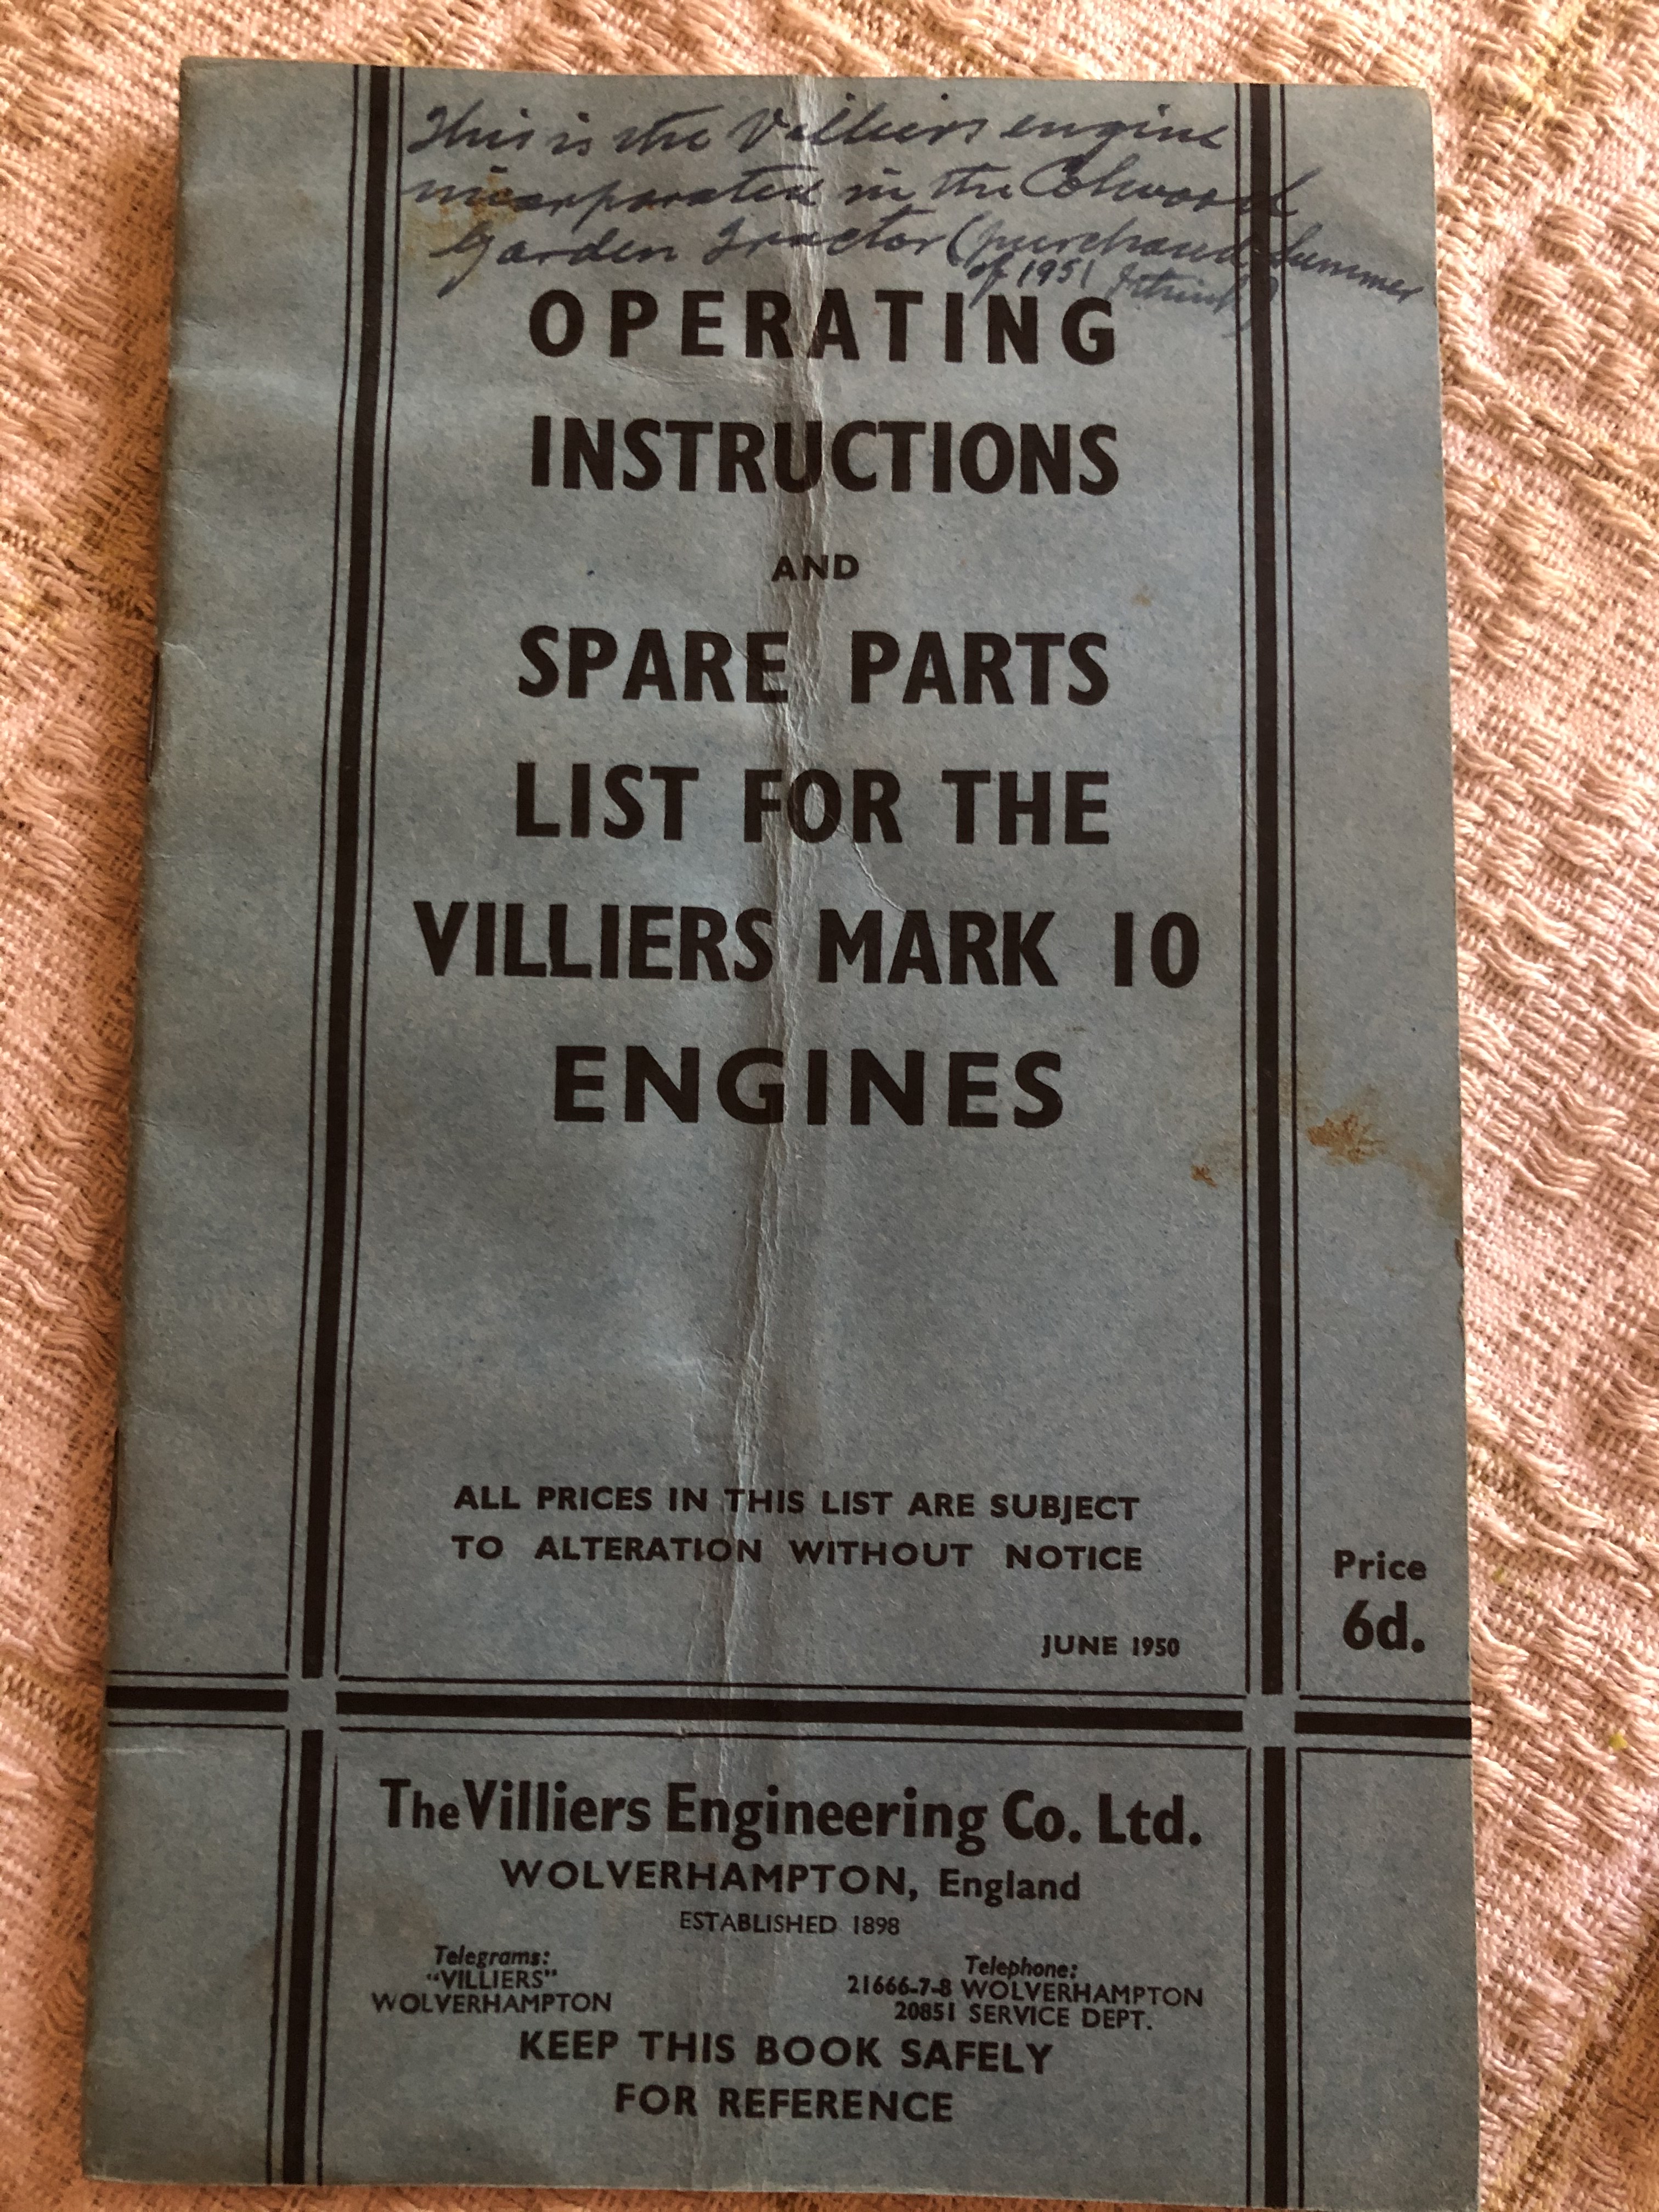 This is the Villiers engine
incorporated in the Colwood
Garden Tractor (purchased Summer
of 1951 I think)
OPERATING
INSTRUCTIONS
AND
SPARE PARTS
LIST FOR THE
VILLIERS MARK 10
ENGINES
ALL PRICES IN THIS LIST ARE SUBJECT
TO ALTERATION WITHOUT NOTICE
JUNE 1950
Price
6d.
The Villiers Engineering Co. Ltd.
WOLVERHAMPTON, England
ESTABLISHED 1898
Telegrams:
"VILLIERS"
WOLVERHAMPTON
Telephone:
21666-7-8 WOLVERHAMPTON
20851 SERVICE DEPT.
KEEP THIS BOOK SAFELY
FOR REFERENCE